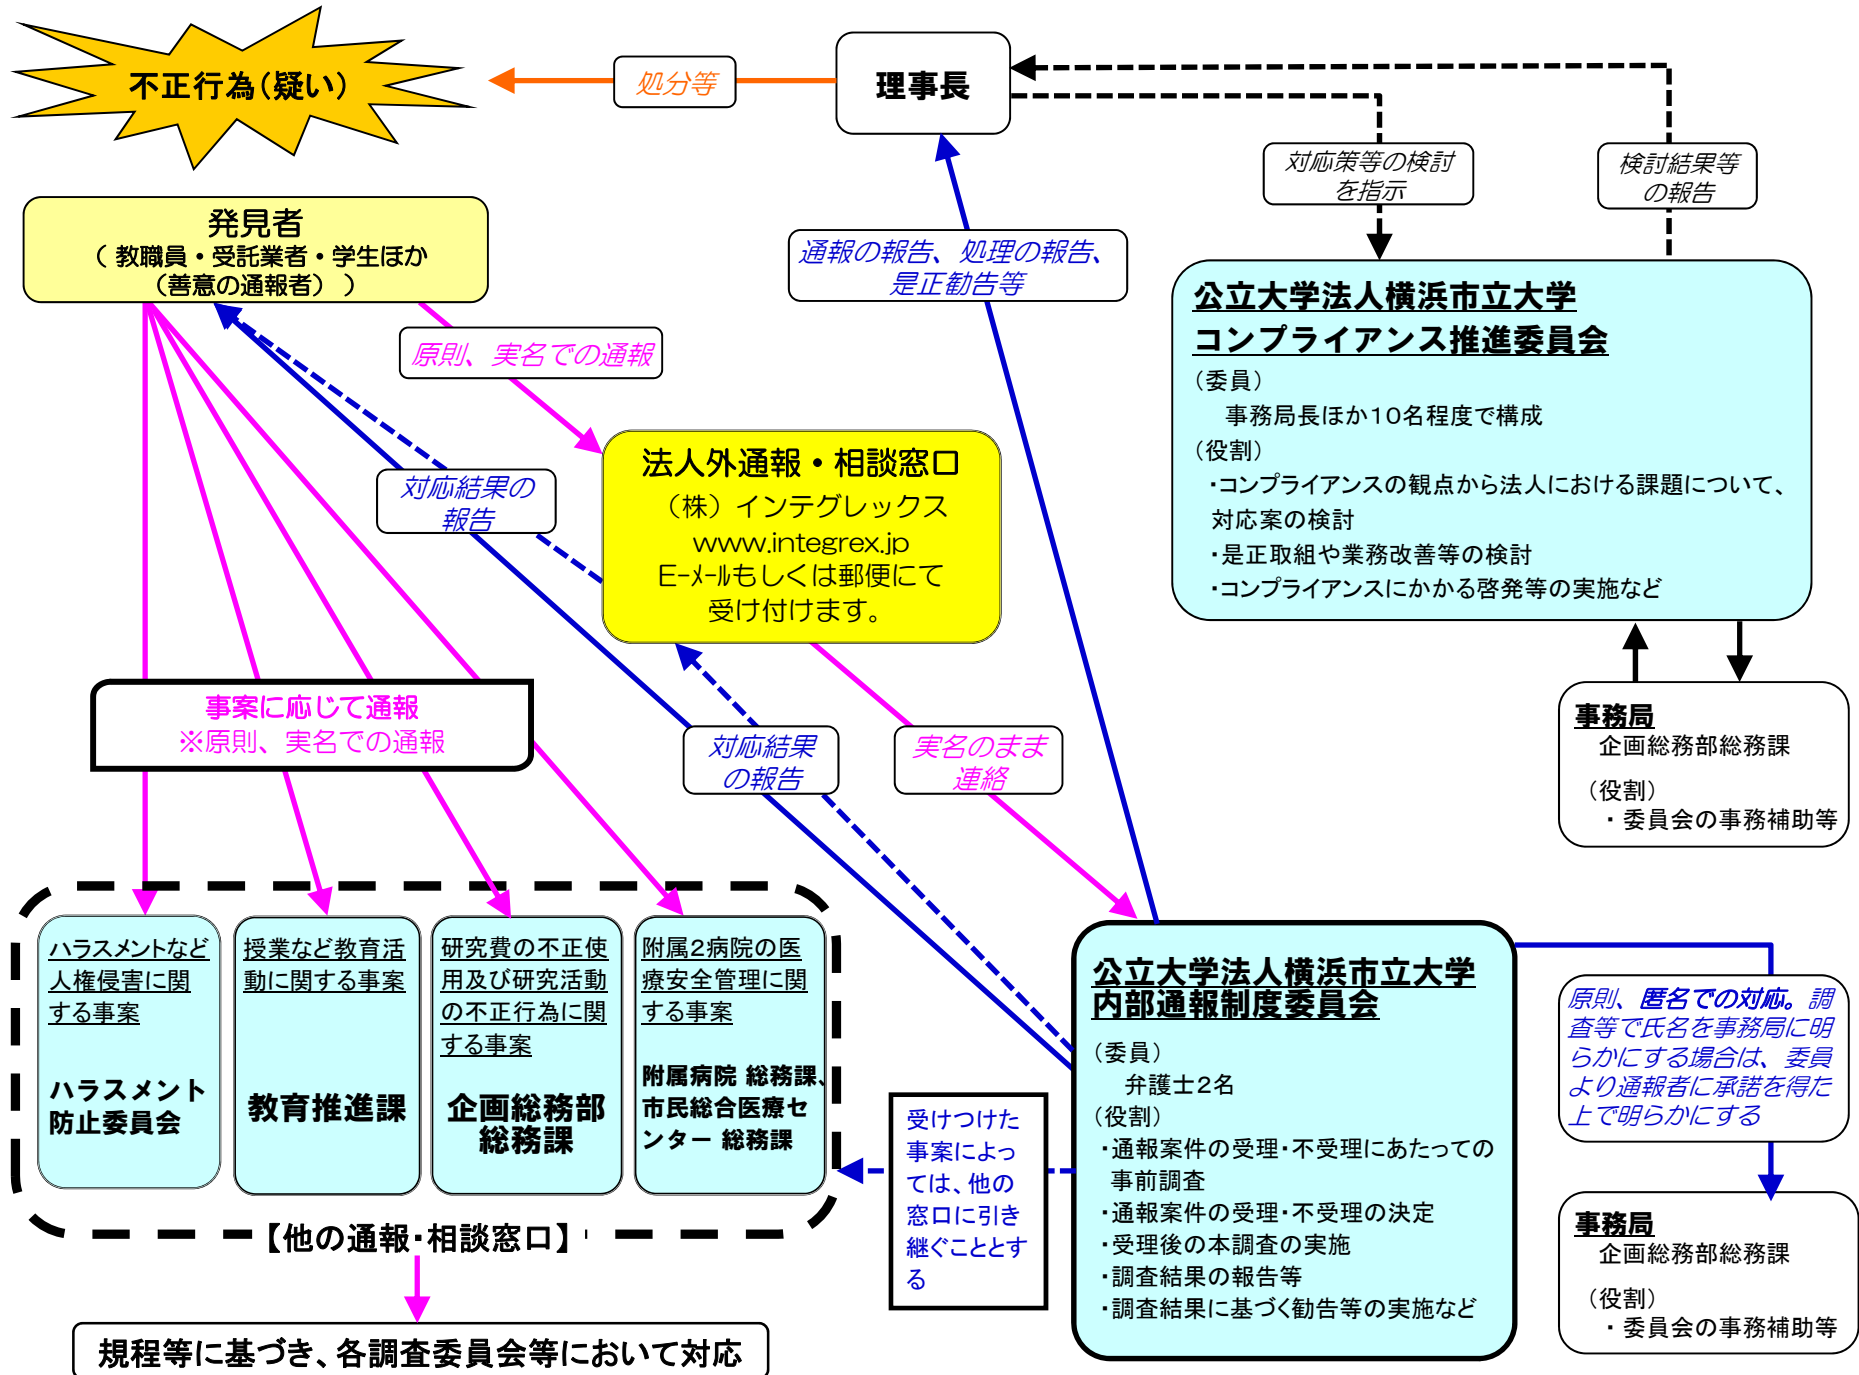 不正行為(疑い)
処分等
理事長
対応策等の検討
を指示
検討結果等
の報告
発見者
( 教職員・受託業者・学生ほか
(善意の通報者) )
通報の報告、処理の報告、
是正勧告等
原則、実名での通報
公立大学法人横浜市立大学
コンプライアンス推進委員会
(委員)
事務局長ほか10名程度で構成
(役割)
・コンプライアンスの観点から法人における課題について、
対応案の検討
・是正取組や業務改善等の検討
・コンプライアンスにかかる啓発等の実施など
法人外通報・相談窓口
(株)インテグレックス
www.integrex.jp
E-メールもしくは郵便にて
受け付けます。
対応結果の
報告
事務局
企画総務部総務課
(役割)
・委員会の事務補助等
事案に応じて通報
※原則、実名での通報
対応結果
の報告
実名のまま
連絡
ハラスメントなど
人権侵害に関
する事案
ハラスメント
防止委員会
授業など教育活
動に関する事案
教育推進課
研究費の不正使
用及び研究活動
の不正行為に関
する事案
企画総務部
総務課
附属2病院の医
療安全管理に関
する事案
附属病院 総務課、
市民総合医療セ
ンター 総務課
【他の通報・相談窓口】
規程等に基づき、各調査委員会等において対応
受けつけた
事案によっ
ては、他の
窓口に引き
継ぐこととす
る
公立大学法人横浜市立大学
内部通報制度委員会
(委員)
弁護士2名
(役割)
・通報案件の受理・不受理にあたっての
事前調査
・通報案件の受理・不受理の決定
・受理後の本調査の実施
・調査結果の報告等
・調査結果に基づく勧告等の実施など
原則、匿名での対応。調
査等で氏名を事務局に明
らかにする場合は、委員
より通報者に承諾を得た
上で明らかにする
事務局
企画総務部総務課
(役割)
・委員会の事務補助等